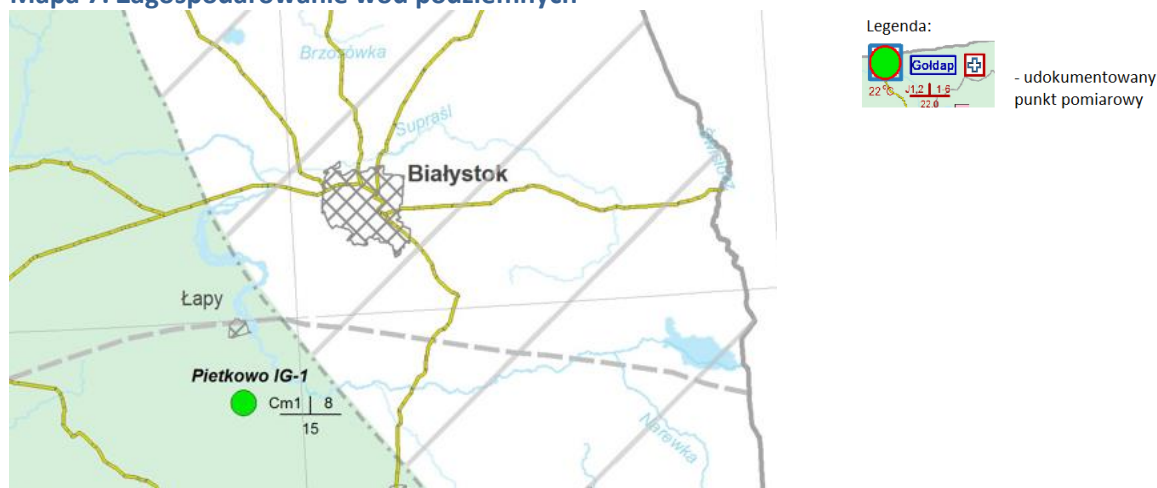 Mapa 7. Zagospodarowanie wód podziemnych
Legenda:
Gołdap
22°C
J1,2 | 1-6
22.0
- udokumentowany
punkt pomiarowy
Brzozówka
Supraśl
Białystok
Świsłocz
Łapy
Pietkowo IG-1
Cm1 | 8
15
Narewka